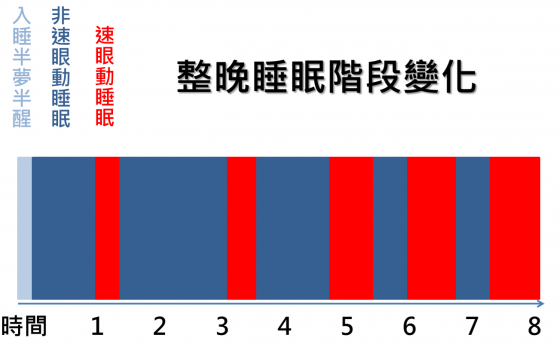 入睡半夢半醒
非速眼動睡眠
速眼動睡眠
整晚睡眠階段變化
時間 1 2 3 4 5 6 7 8